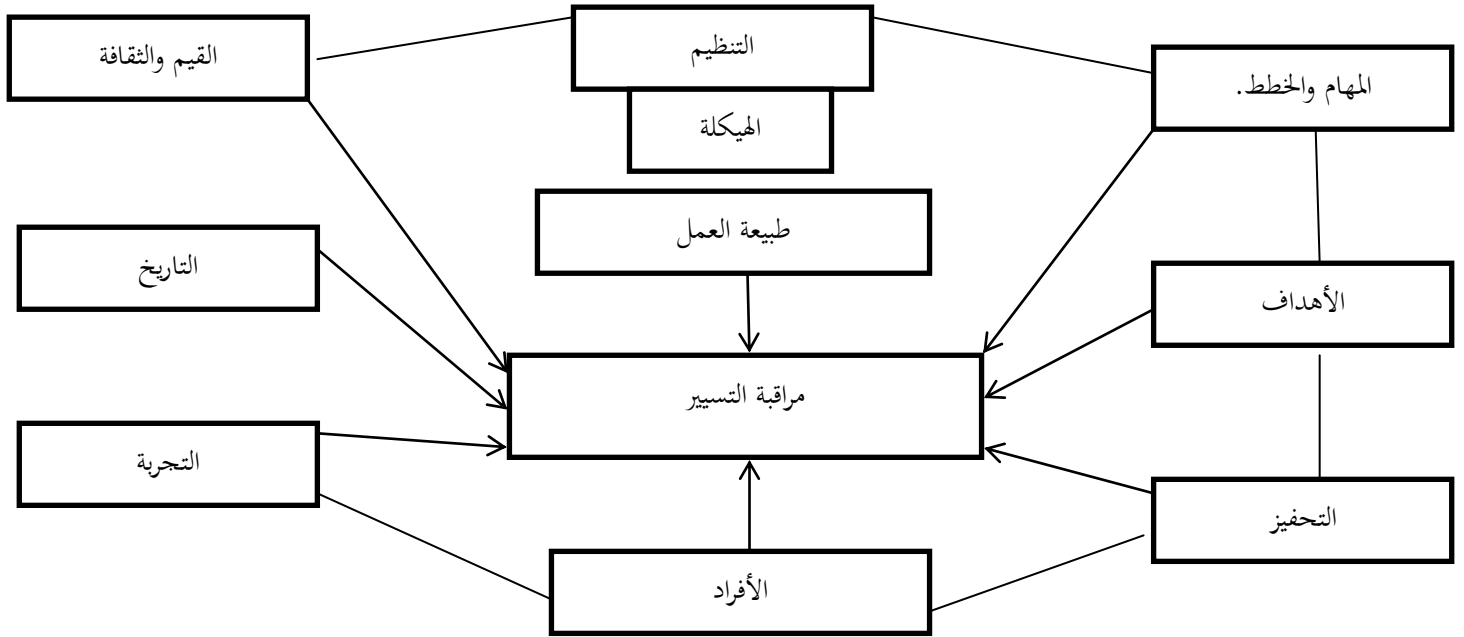 التنظيم
القيم والثقافة
المهام والخطط.
الهيكلة
طبيعة العمل
التاريخ
الأهداف
مراقبة التسيير
التجربة
التحفيز
الأفراد